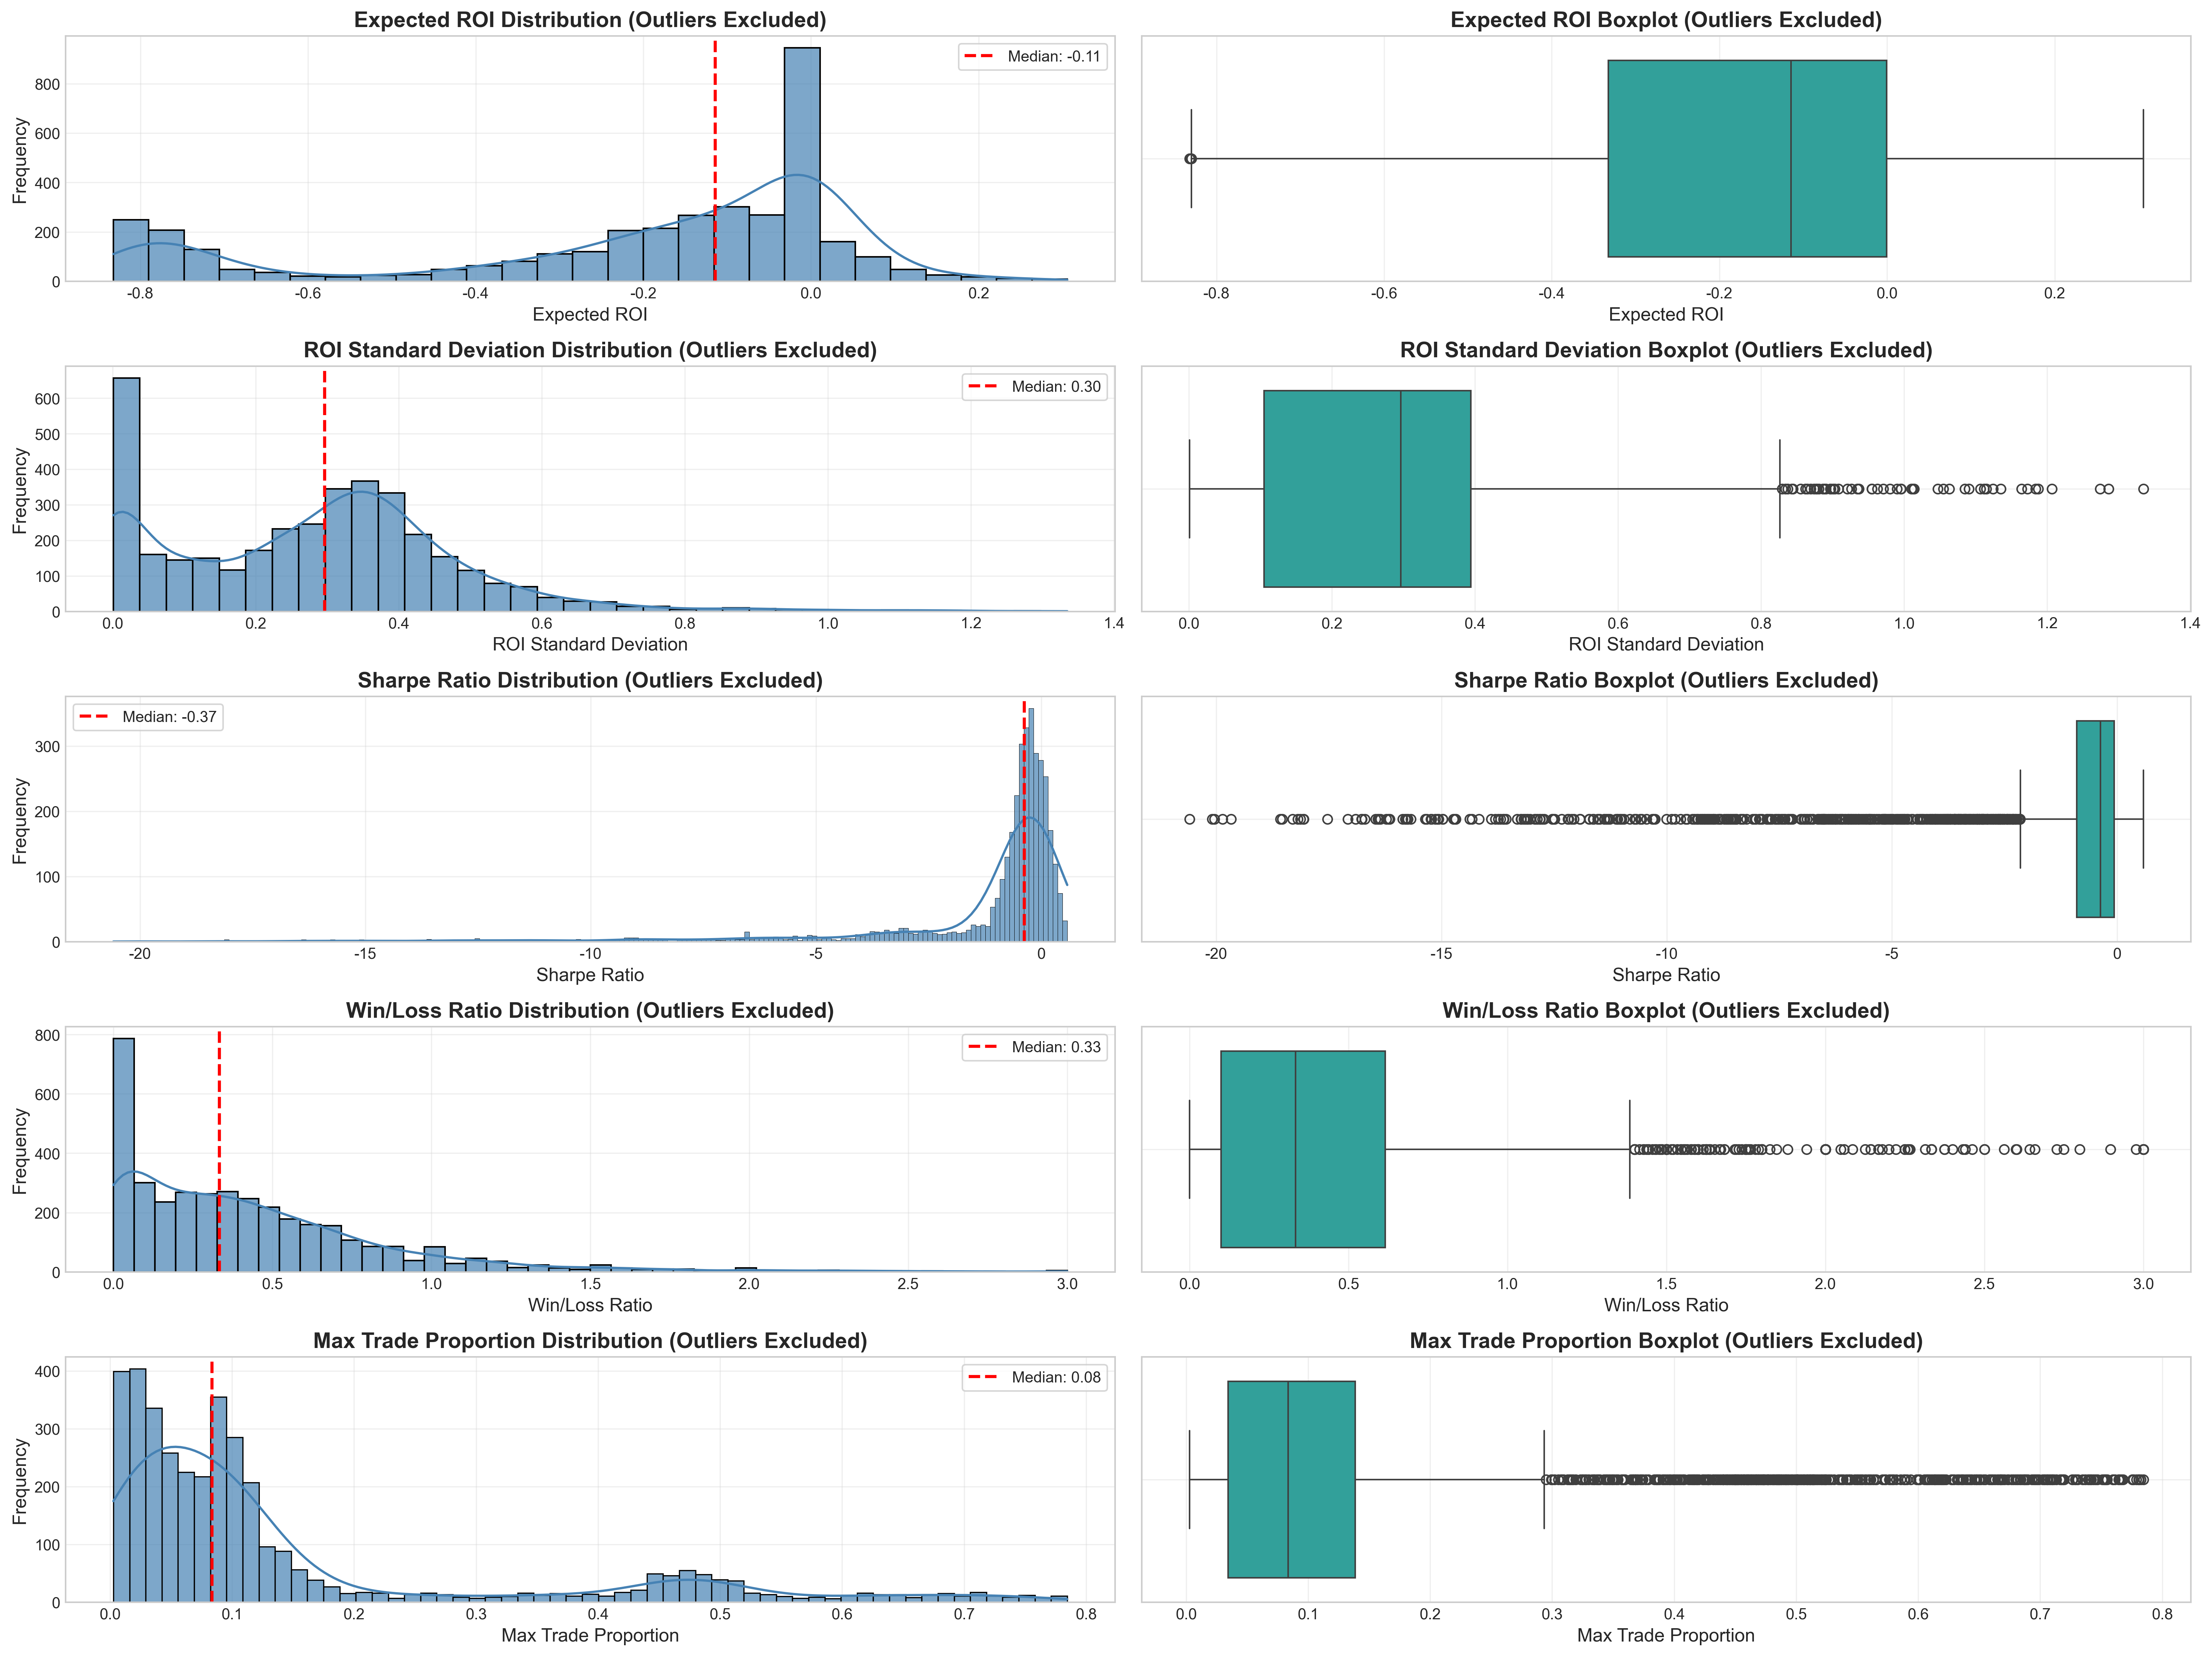 Expected ROI Distribution (Outliers Excluded)
Frequency
800
600
400
200
0
Median: -0.11
-0.8 -0.6 -0.4 -0.2 0.0 0.2
Expected ROI
Expected ROI Boxplot (Outliers Excluded)
-0.8 -0.6 -0.4 -0.2 0.0 0.2
Expected ROI
ROI Standard Deviation Distribution (Outliers Excluded)
Frequency
600
500
400
300
200
100
0
Median: 0.30
0.0 0.2 0.4 0.6 0.8 1.0 1.2 1.4
ROI Standard Deviation
ROI Standard Deviation Boxplot (Outliers Excluded)
0.0 0.2 0.4 0.6 0.8 1.0 1.2 1.4
ROI Standard Deviation
Sharpe Ratio Distribution (Outliers Excluded)
Frequency
300
200
100
0
Median: -0.37
-20 -15 -10 -5 0
Sharpe Ratio
Sharpe Ratio Boxplot (Outliers Excluded)
-20 -15 -10 -5 0
Sharpe Ratio
Win/Loss Ratio Distribution (Outliers Excluded)
Frequency
800
600
400
200
0
Median: 0.33
0.0 0.5 1.0 1.5 2.0 2.5 3.0
Win/Loss Ratio
Win/Loss Ratio Boxplot (Outliers Excluded)
0.0 0.5 1.0 1.5 2.0 2.5 3.0
Win/Loss Ratio
Max Trade Proportion Distribution (Outliers Excluded)
Frequency
400
300
200
100
0
Median: 0.08
0.0 0.1 0.2 0.3 0.4 0.5 0.6 0.7 0.8
Max Trade Proportion
Max Trade Proportion Boxplot (Outliers Excluded)
0.0 0.1 0.2 0.3 0.4 0.5 0.6 0.7 0.8
Max Trade Proportion